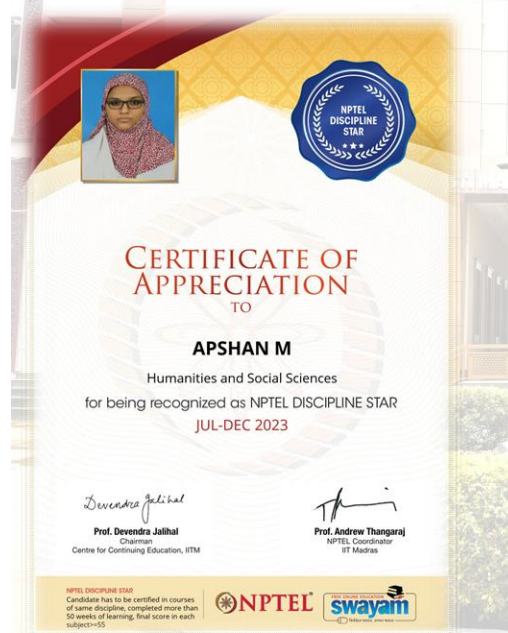 NPTEL
DISCIPLINE
STAR
CERTIFICATE OF
APPRECIATION
TO
APSHAN M
Humanities and Social Sciences
for being recognized as NPTEL DISCIPLINE STAR
JUL-DEC 2023
Devendra Jalihal
Prof. Devendra Jalihal
Chairman
Centre for Continuing Education, IITM
Prof. Andrew Thangaraj
NPTEL Coordinator
IIT Madras
NPTEL DISCIPLINE STAR
Candidate has to be certified in courses
of same discipline, completed more than
50 weeks of learning, final score in each
subject>=55
NPTEL
FREE ONLINE EDUCATION
swayam